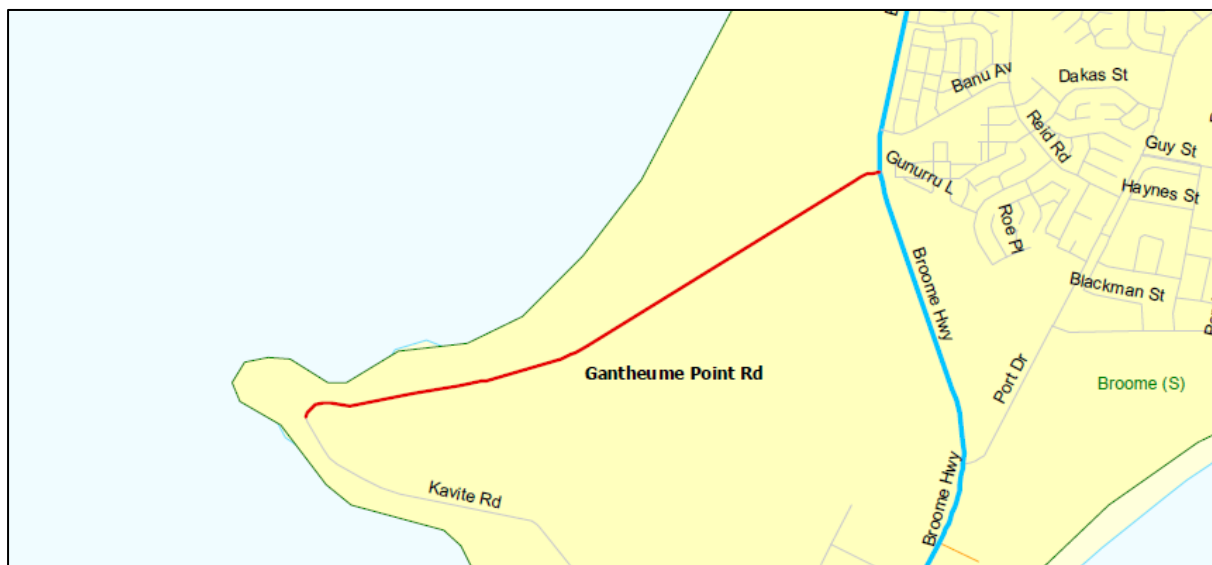 Banu Av
Dakas St
Reid Rd
Guy St
Gunurru L
Haynes St
Roe Pl
Broome Hwy
Blackman St
Gantheume Point Rd
Port Dr
Broome (S)
Kavite Rd
Broome Hwy